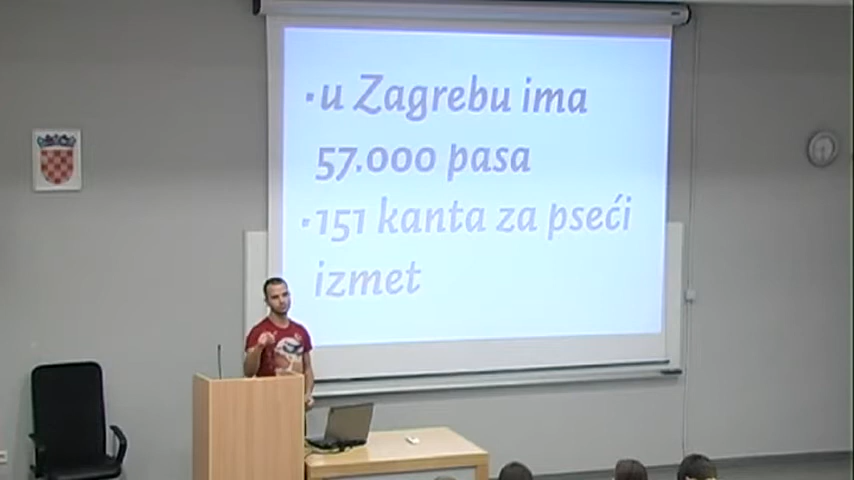 · u Zagrebu ima
57.000 pasa
· 151 kanta za pseći
izmet